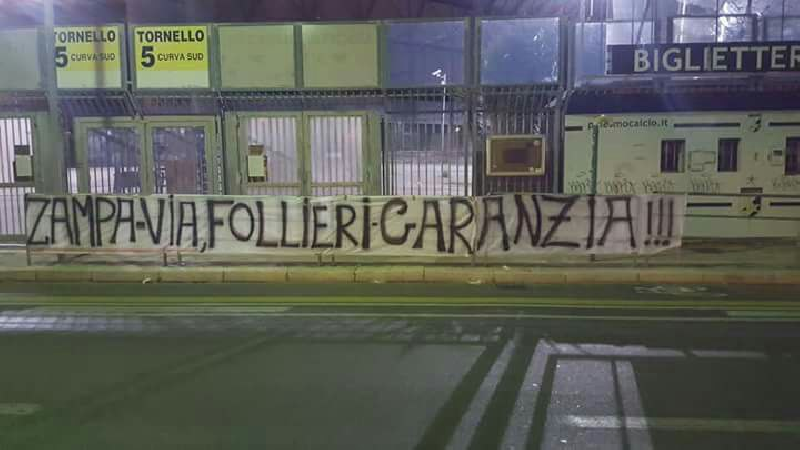 TORNELLO
5 CURVA SUD
TORNELLO
5 CURVA SUD
BIGLIETTER
ZAMPA-VIA, FOLLIERI-GARANZIA!!!